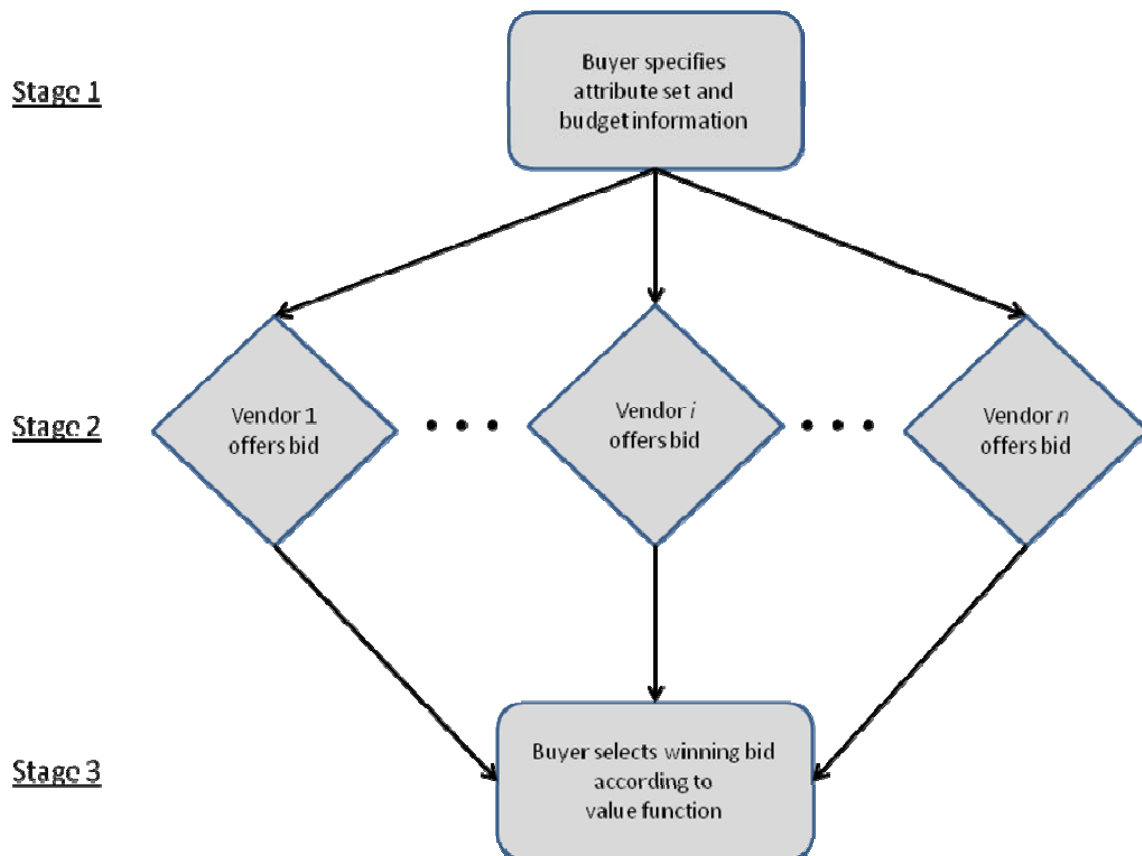 Stage 1
Buyer specifies
attribute set and
budget information
Stage 2
Vendor 1
offers bid
• • •
Vendor i
offers bid
• • •
Vendor n
offers bid
Stage 3
Buyer selects winning bid
according to
value function